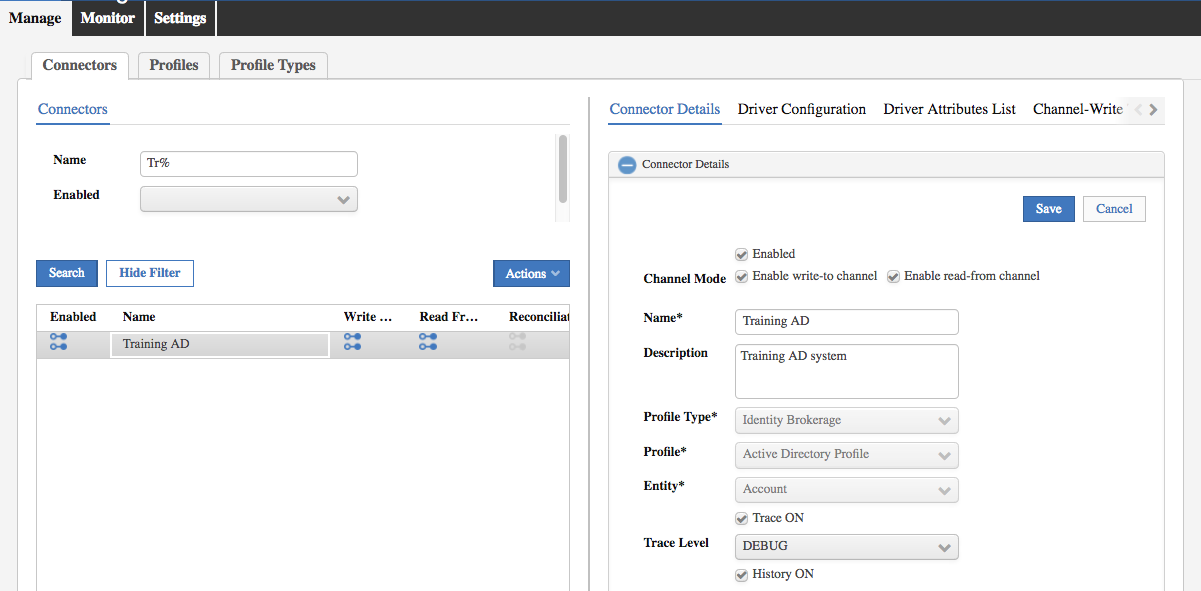 Manage Monitor Settings
Connectors Profiles Profile Types
Connectors
Name Tr%
Enabled
Search Hide Filter Actions
Enabled Name Write ... Read Fr... Reconciliat
Training AD
Connector Details Driver Configuration Driver Attributes List Channel-Write
Connector Details
Save Cancel
Enabled
Channel Mode Enable write-to channel Enable read-from channel
Name* Training AD
Description Training AD system
Profile Type* Identity Brokerage
Profile* Active Directory Profile
Entity* Account
Trace ON
Trace Level DEBUG
History ON